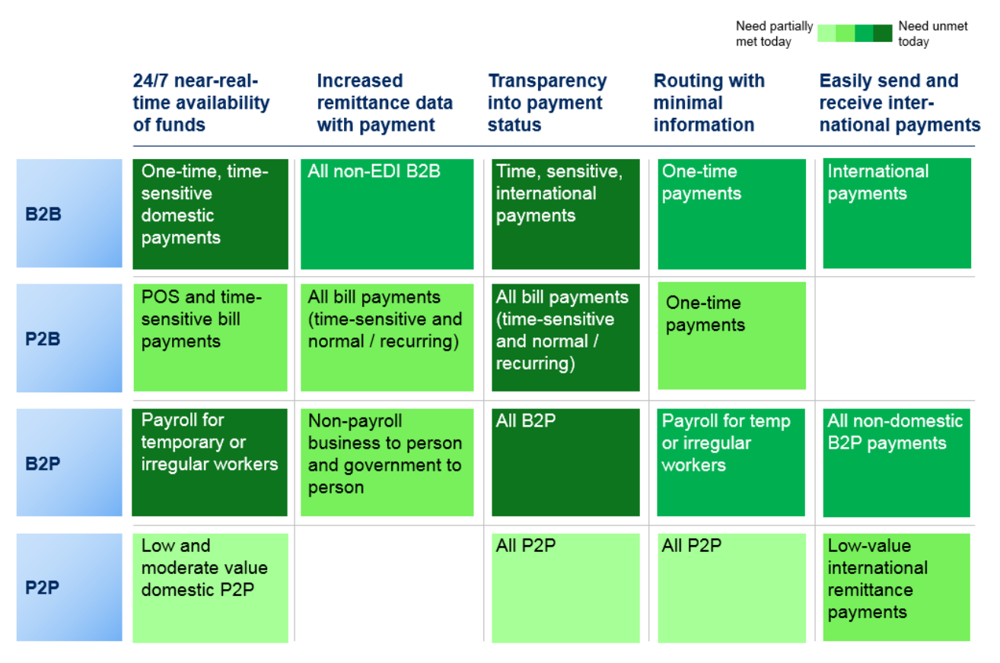 Need partially
met today
Need unmet
today
24/7 near-real-
time availability
of funds
Increased
remittance data
with payment
Transparency
into payment
status
Routing with
minimal
information
Easily send and
receive inter-
national payments
B2B
One-time, time-
sensitive
domestic
payments
All non-EDI B2B
Time, sensitive,
international
payments
One-time
payments
International
payments
P2B
POS and time-
sensitive bill
payments
All bill payments
(time-sensitive and
normal / recurring)
All bill payments
(time-sensitive
and normal /
recurring)
One-time
payments
B2P
Payroll for
temporary or
irregular workers
Non-payroll
business to person
and government to
person
All B2P
Payroll for temp
or irregular
workers
All non-domestic
B2P payments
P2P
Low and
moderate value
domestic P2P
All P2P
All P2P
Low-value
international
remittance
payments